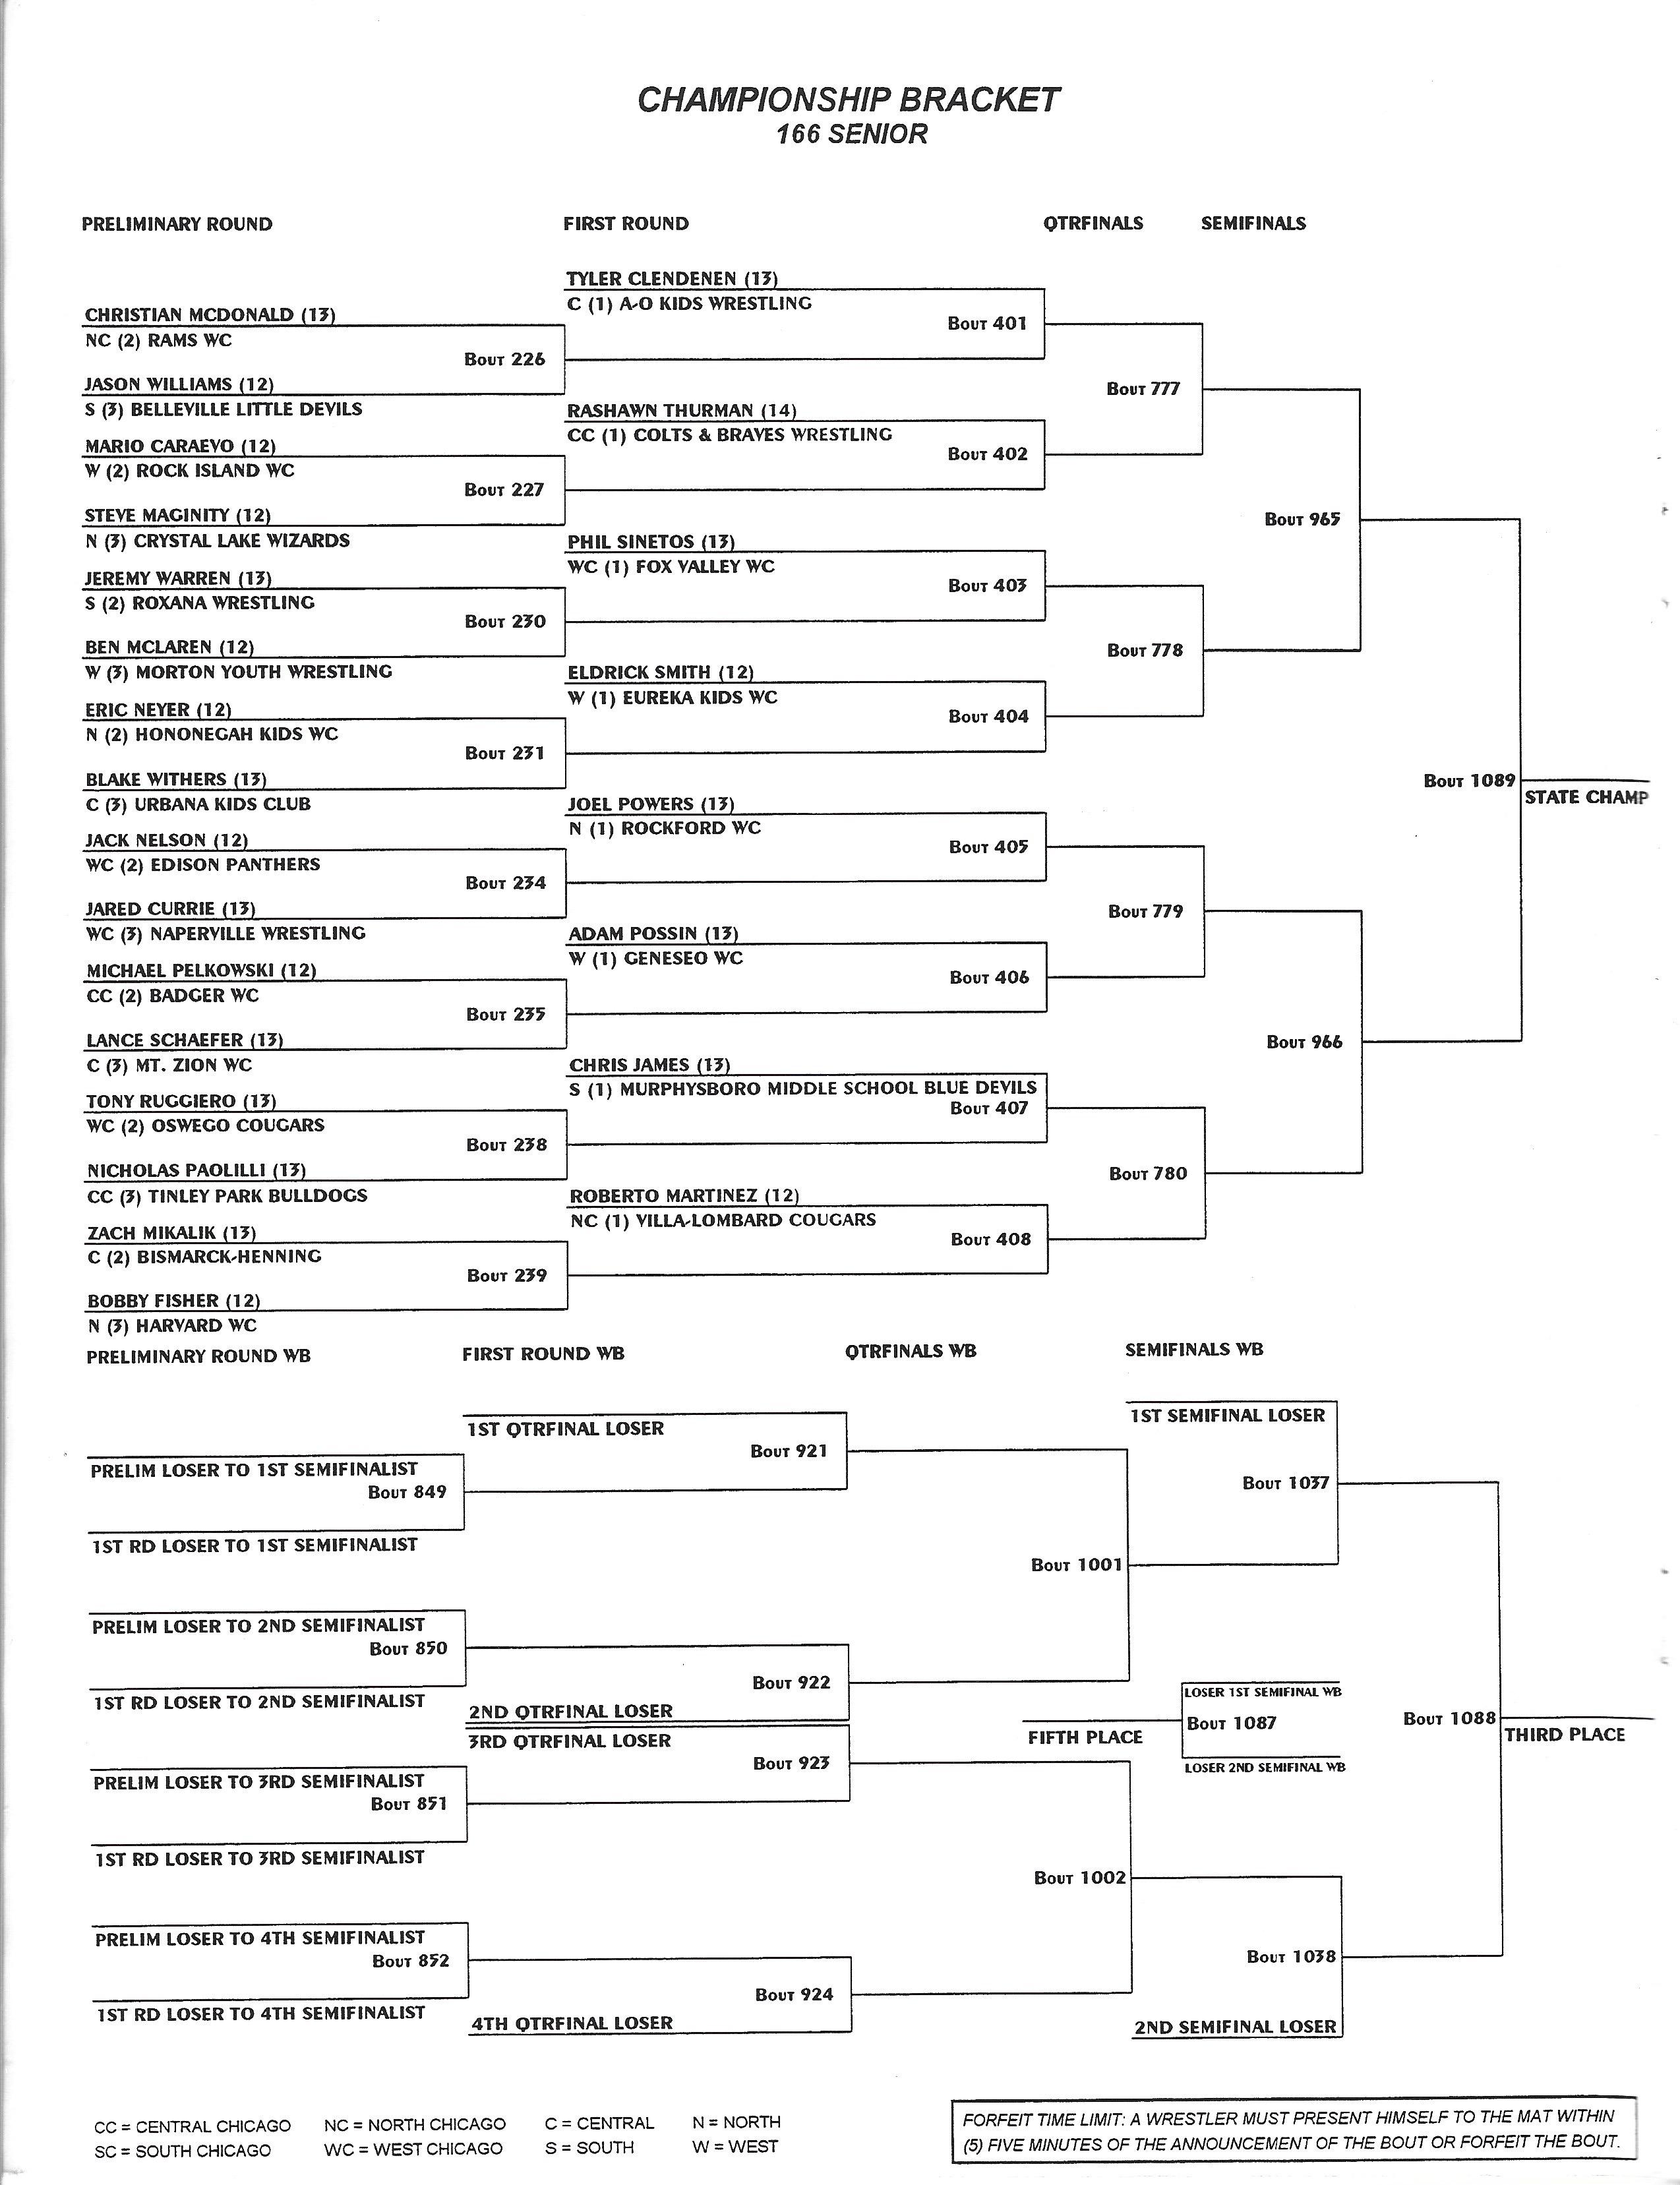 CHAMPIONSHIP BRACKET
166 SENIOR
PRELIMINARY ROUND FIRST ROUND QTRFINALS SEMIFINALS
TYLER CLENDENEN (13)
C (1) A-O KIDS WRESTLING
CHRISTIAN MCDONALD (13)
BOUT 401
NC (2) RAMS WC
BOUT 226
JASON WILLIAMS (12)
BOUT 777
S (3) BELLEVILLE LITTLE DEVILS
RASHAWN THURMAN (14)
CC (1) COLTS & BRAVES WRESTLING
MARIO CARAEVO (12)
BOUT 402
W (2) ROCK ISLAND WC
BOUT 227
STEVE MAGINITY (12)
BOUT 965
N (3) CRYSTAL LAKE WIZARDS
PHIL SINETOS (13)
WC (1) FOX VALLEY WC
JEREMY WARREN (13)
BOUT 403
S (2) ROXANA WRESTLING
BOUT 230
BEN MCLAREN (12)
BOUT 778
W (3) MORTON YOUTH WRESTLING
ELDRICK SMITH (12)
W (1) EUREKA KIDS WC
ERIC NEYER (12)
BOUT 404
N (2) HONONEGAH KIDS WC
BOUT 231
BLAKE WITHERS (13)
BOUT 1089
STATE CHAMP
C (3) URBANA KIDS CLUB
JOEL POWERS (13)
N (1) ROCKFORD WC
JACK NELSON (12)
BOUT 405
WC (2) EDISON PANTHERS
BOUT 234
JARED CURRIE (13)
BOUT 779
WC (3) NAPERVILLE WRESTLING
ADAM POSSIN (13)
W (1) GENESEO WC
MICHAEL PELKOWSKI (12)
BOUT 406
CC (2) BADGER WC
BOUT 235
LANCE SCHAEFER (13)
BOUT 966
C (3) MT. ZION WC
CHRIS JAMES (13)
S (1) MURPHYSBORO MIDDLE SCHOOL BLUE DEVILS
TONY RUGGIERO (13)
BOUT 407
WC (2) OSWEGO COUGARS
BOUT 238
NICHOLAS PAOLILLI (13)
BOUT 780
CC (3) TINLEY PARK BULLDOGS
ROBERTO MARTINEZ (12)
NC (1) VILLA-LOMBARD COUGARS
ZACH MIKALIK (13)
BOUT 408
C (2) BISMARCK-HENNING
BOUT 239
BOBBY FISHER (12)
N (3) HARVARD WC
PRELIMINARY ROUND WB FIRST ROUND WB QTRFINALS WB SEMIFINALS WB
1ST SEMIFINAL LOSER
1ST QTRFINAL LOSER
BOUT 921
PRELIM LOSER TO 1ST SEMIFINALIST
BOUT 1037
BOUT 849
1ST RD LOSER TO 1ST SEMIFINALIST
BOUT 1001
PRELIM LOSER TO 2ND SEMIFINALIST
BOUT 850
BOUT 922
LOSER 1ST SEMIFINAL WB
1ST RD LOSER TO 2ND SEMIFINALIST
2ND QTRFINAL LOSER
BOUT 1087
BOUT 1088
FIFTH PLACE
THIRD PLACE
3RD QTRFINAL LOSER
BOUT 923
LOSER 2ND SEMIFINAL WB
PRELIM LOSER TO 3RD SEMIFINALIST
BOUT 851
1ST RD LOSER TO 3RD SEMIFINALIST
BOUT 1002
PRELIM LOSER TO 4TH SEMIFINALIST
BOUT 852
BOUT 1038
BOUT 924
1ST RD LOSER TO 4TH SEMIFINALIST
4TH QTRFINAL LOSER
2ND SEMIFINAL LOSER
CC = CENTRAL CHICAGO NC = NORTH CHICAGO C = CENTRAL N = NORTH
SC = SOUTH CHICAGO WC = WEST CHICAGO S = SOUTH W = WEST
FORFEIT TIME LIMIT: A WRESTLER MUST PRESENT HIMSELF TO THE MAT WITHIN
(5) FIVE MINUTES OF THE ANNOUNCEMENT OF THE BOUT OR FORFEIT THE BOUT.